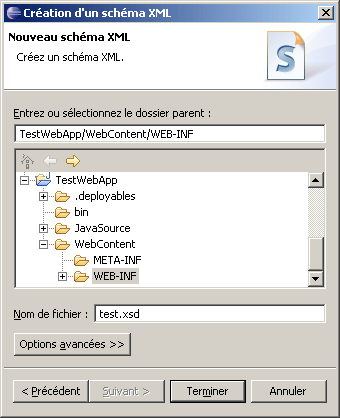 Création d'un schéma XML
Nouveau schéma XML
Créez un schéma XML.
S
Entrez ou sélectionnez le dossier parent :
TestWebApp/WebContent/WEB-INF
TestWebApp
.deployables
bin
JavaSource
WebContent
META-INF
WEB-INF
Nom de fichier : test.xsd
Options avancées >>
< Précédent Suivant > Terminer Annuler